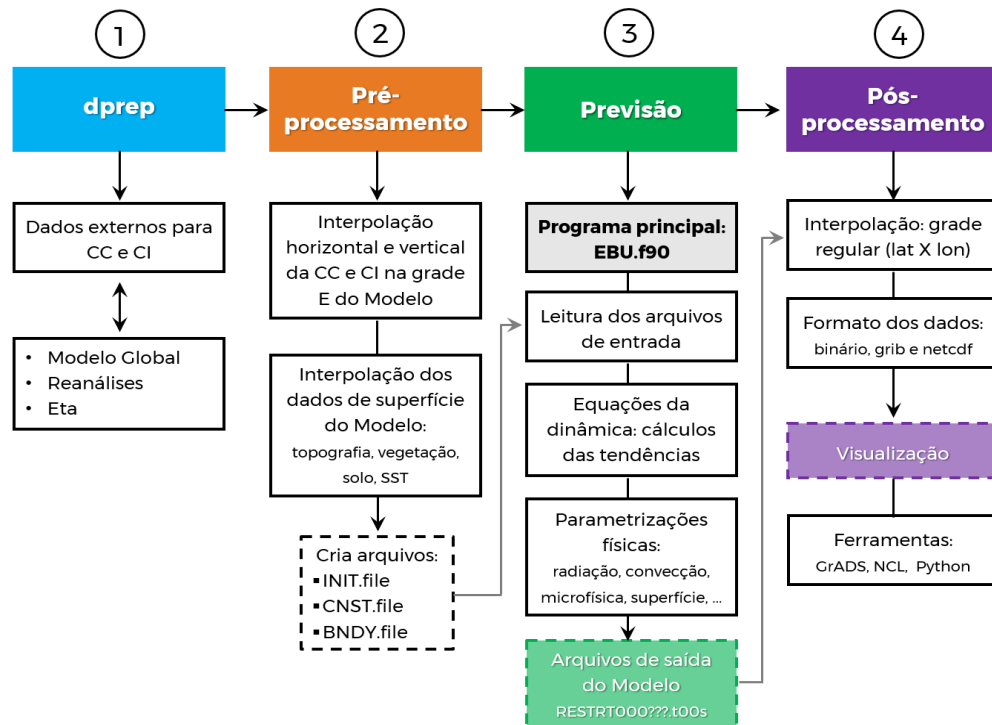 1
dprep
Dados externos para
CC e CI
• Modelo Global
• Reanálises
• Eta
2
Pré-
processamento
Interpolação
horizontal e vertical
da CC e CI na grade
E do Modelo
Interpolação dos
dados de superfície
do Modelo:
topografia, vegetação,
solo, SST
Cria arquivos:
▪INIT.file
▪CNST.file
▪BNDY.file
3
Previsão
Programa principal:
EBU.f90
Leitura dos arquivos
de entrada
Equações da
dinâmica: cálculos
das tendências
Parametrizações
físicas:
radiação, convecção,
microfísica, superfície, ...
Arquivos de saída
do Modelo
RESTRT000???.t00s
4
Pós-
processamento
Interpolação: grade
regular (lat X lon)
Formato dos dados:
binário, grib e netcdf
Visualização
Ferramentas:
GrADS, NCL, Python